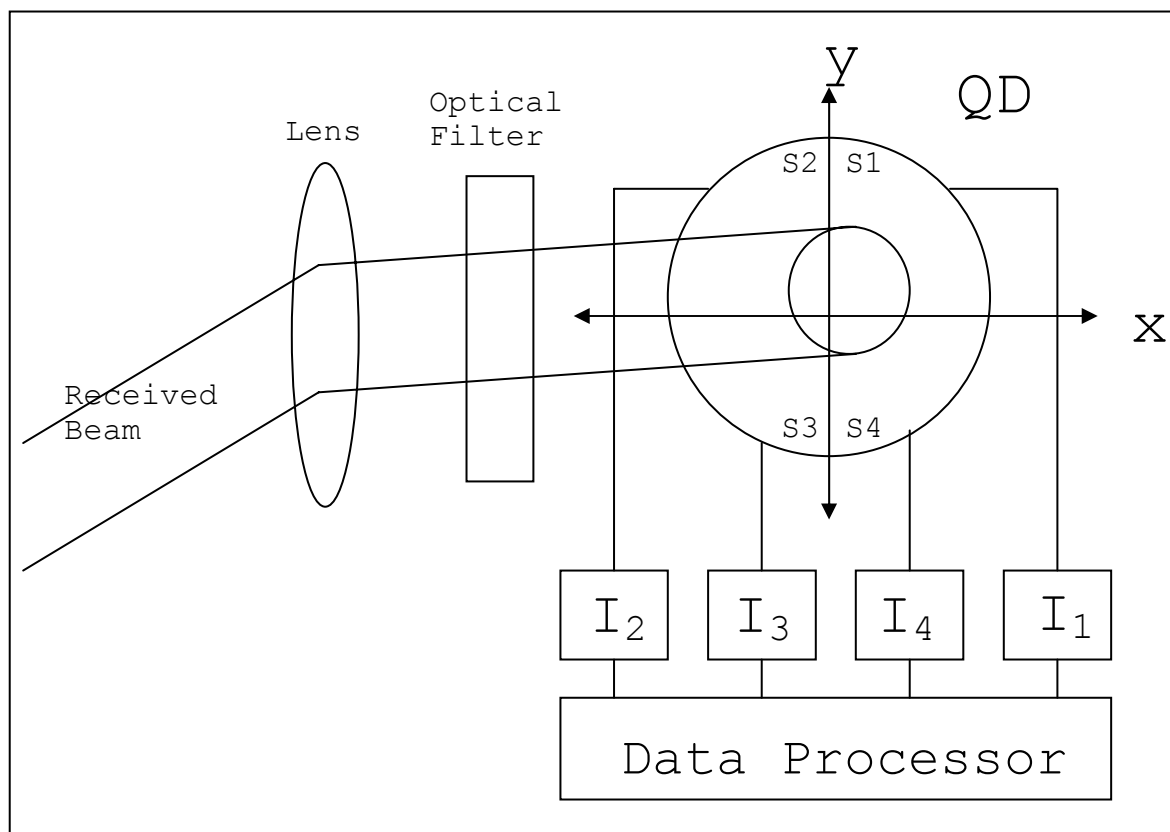 y
QD
Optical
Filter
Lens
S2 S1
x
Received
Beam
S3 S4
I2 I3 I4 I1
Data Processor